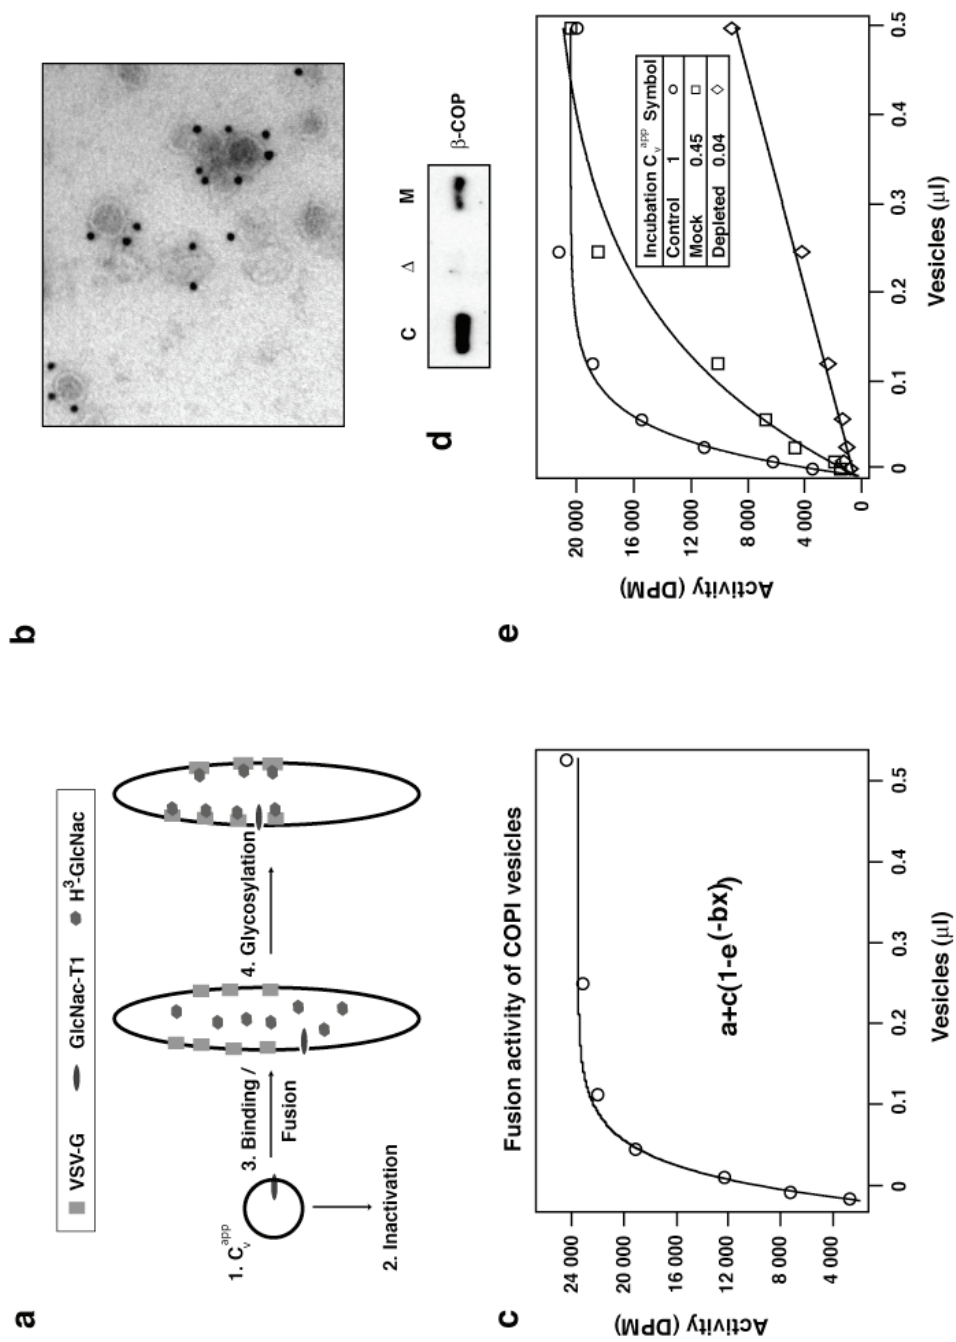 a
VSV-G GlcNac-T1 H³-GlcNac
1. Cᵥᵃᵖᵖ
2. Inactivation
3. Binding /
Fusion
4. Glycosylation
b
c
Fusion activity of COPI vesicles
Activity (DPM)
24 000
20 000
16 000
12 000
8 000
4 000
a+c(1-e^(-bx))
0 0.1 0.2 0.3 0.4 0.5
Vesicles (µl)
d
C Δ M
β-COP
e
Activity (DPM)
20 000
16 000
12 000
8 000
4 000
0
Incubation Cᵥᵃᵖᵖ Symbol
Control 1
Mock 0.45
Depleted 0.04
0 0.1 0.2 0.3 0.4 0.5
Vesicles (µl)